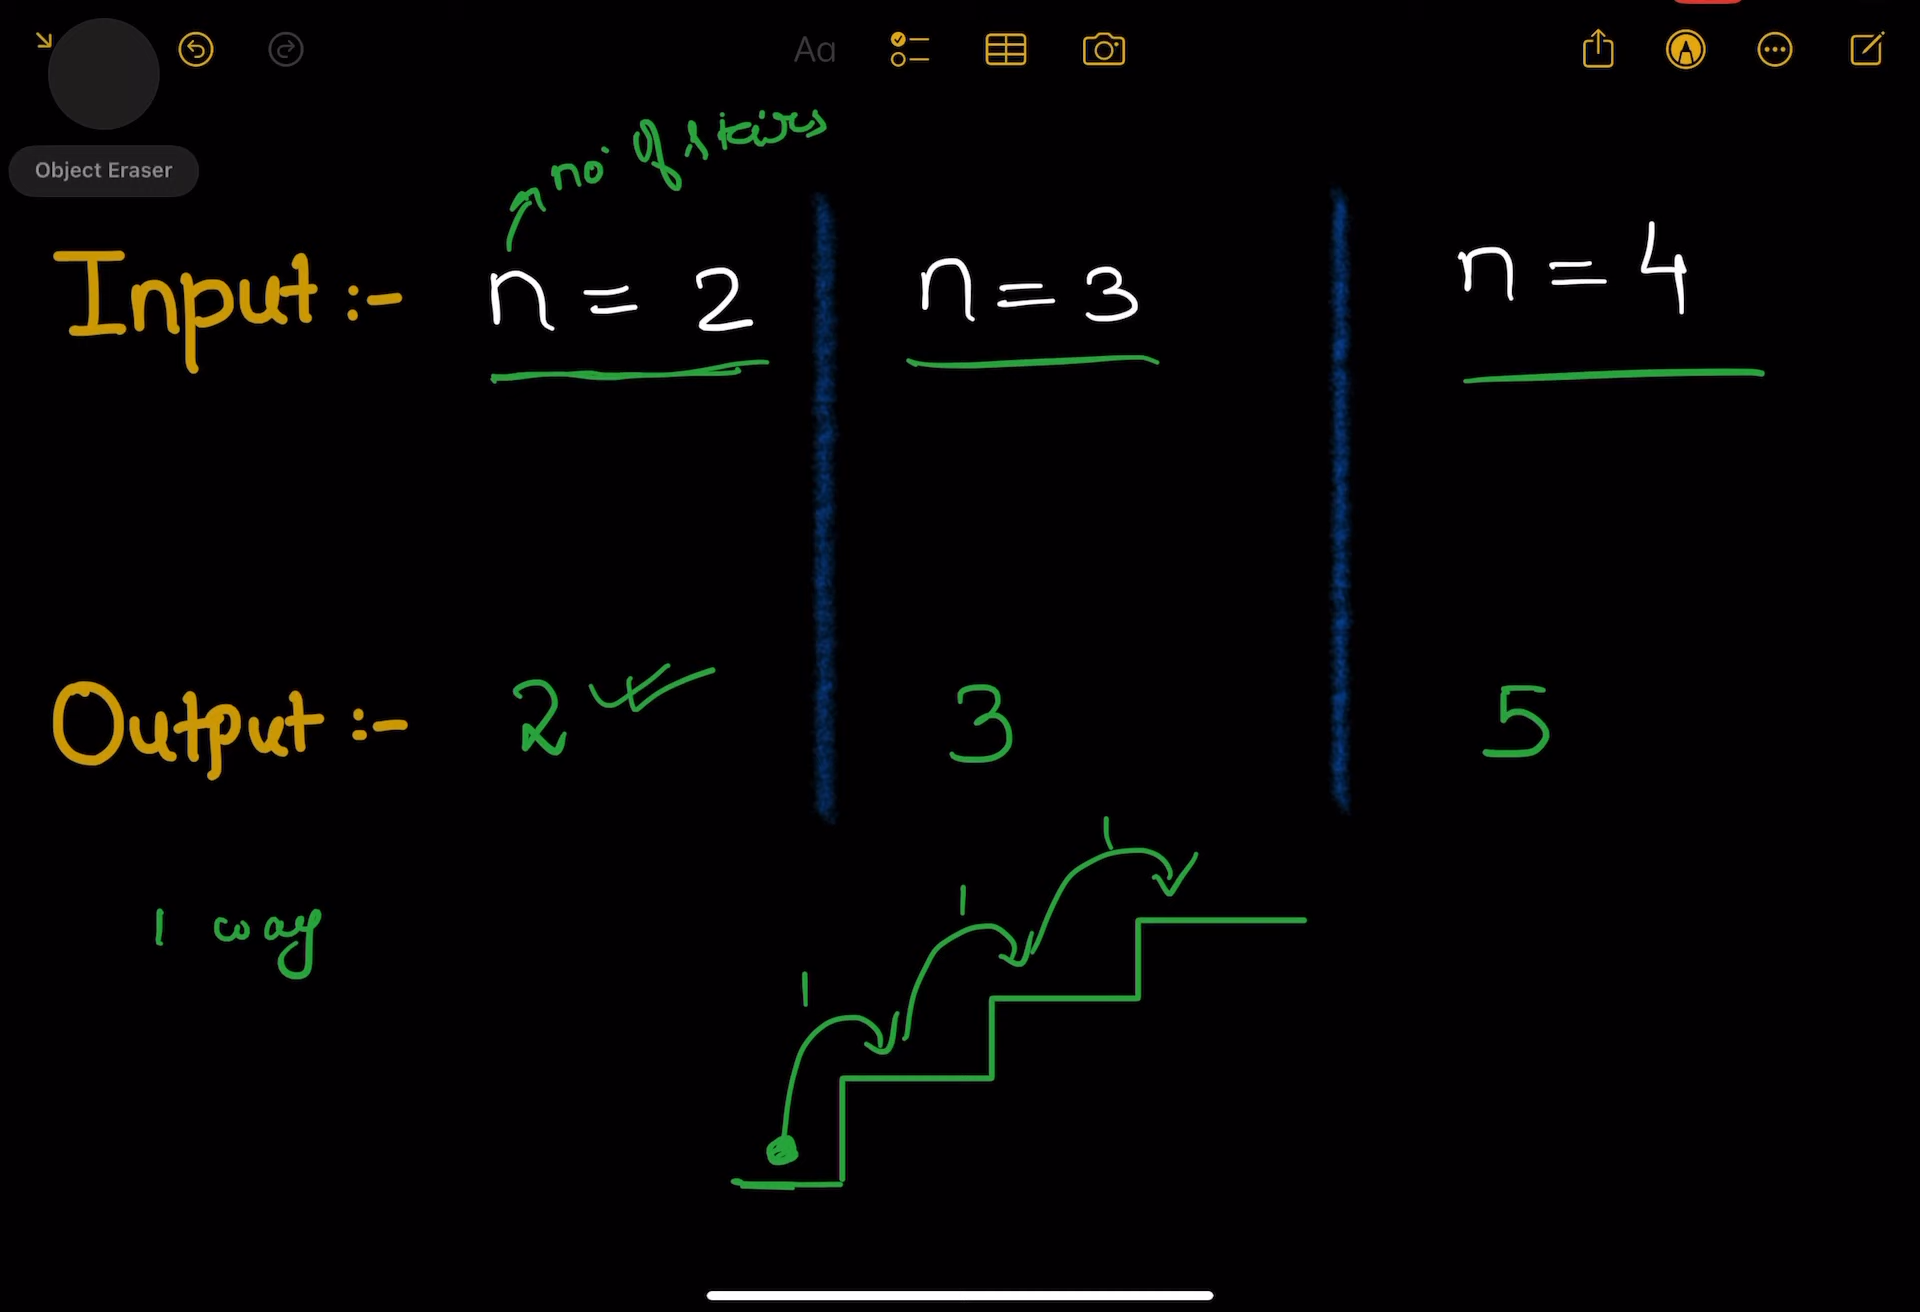 Aa
Object Eraser
no. of stairs
Input :- n = 2 n = 3 n = 4
Output :- 2 3 5
1 way
1
1
1